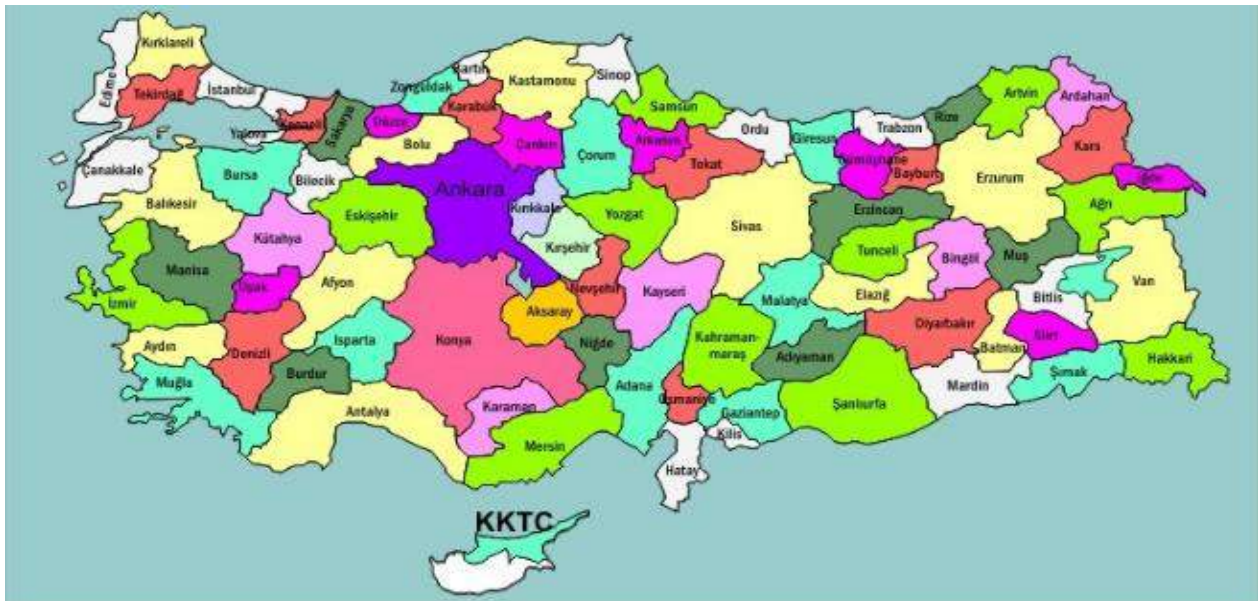 Kırklareli
Edirne
Tekirdağ
İstanbul
Yalova
Kocaeli
Sakarya
Düzce
Zonguldak
Bartın
Karabük
Kastamonu
Sinop
Samsun
Ordu
Giresun
Trabzon
Rize
Artvin
Ardahan
Çanakkale
Bursa
Bilecik
Bolu
Çankırı
Çorum
Amasya
Tokat
Gümüşhane
Bayburt
Erzurum
Kars
Iğdır
Balıkesir
Kütahya
Eskişehir
Ankara
Kırıkkale
Kırşehir
Yozgat
Sivas
Erzincan
Tunceli
Bingöl
Muş
Ağrı
Manisa
Uşak
Afyon
İzmir
Nevşehir
Kayseri
Malatya
Elazığ
Bitlis
Van
Aydın
Denizli
Isparta
Konya
Aksaray
Niğde
Kahraman-
maraş
Adıyaman
Diyarbakır
Batman
Siirt
Hakkari
Muğla
Burdur
Antalya
Karaman
Mersin
Adana
Osmaniye
Gaziantep
Kilis
Şanlıurfa
Mardin
Şırnak
Hatay
KKTC